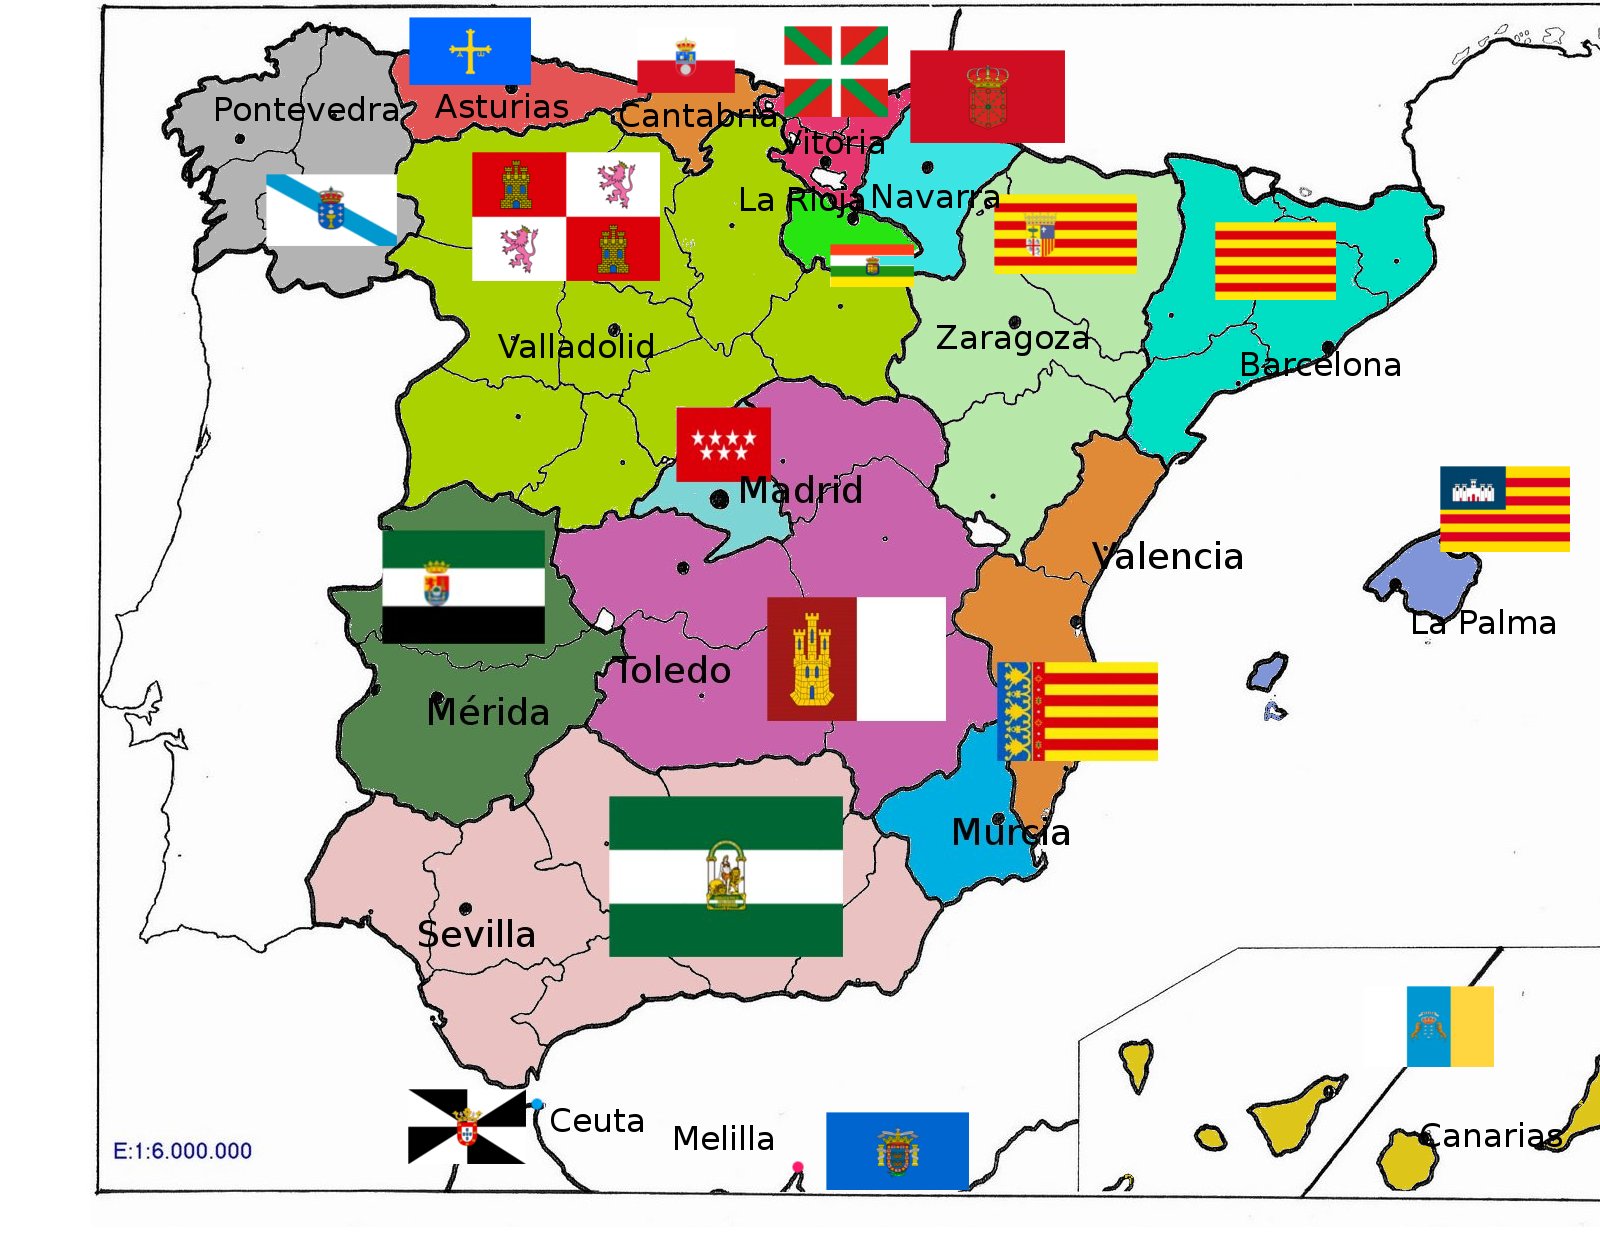 Pontevedra
Asturias
Cantabria
Vitoria
La Rioja
Navarra
Valladolid
Zaragoza
Barcelona
Madrid
Valencia
La Palma
Toledo
Mérida
Murcia
Sevilla
Ceuta
Melilla
Canarias
E:1:6.000.000